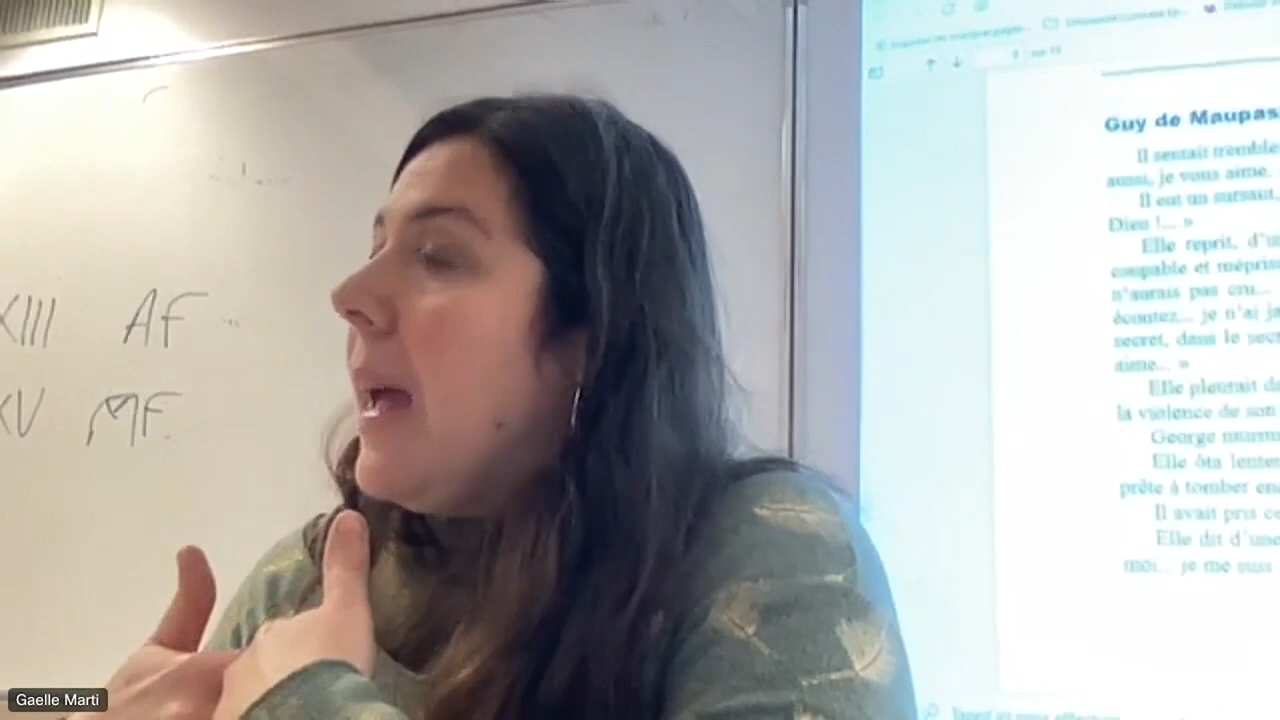 XIII AF
XV MF.
Guy de Maupas
Il sentait tremble
aussi, je vous aime.
Il eut un sursaut,
Dieu !... »
Elle reprit, d'u
coupable et mépris
n'aurais pas cru...
écoutez... je n'ai ja
secret, dans le sec
aime... »
Elle pleurait d
la violence de son
George murm
Elle ôta lente
prête à tomber en
Il avait pris c
Elle dit d'une
moi... je me suis
Gaelle Marti